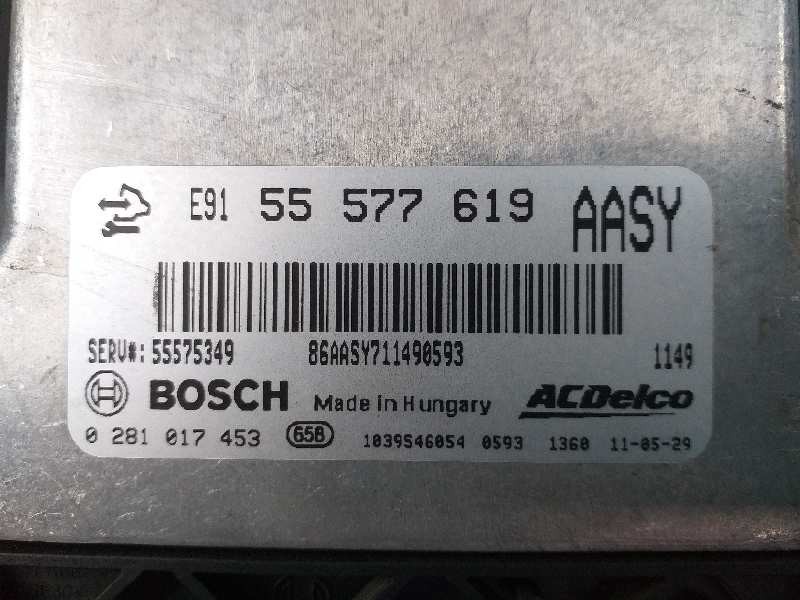 E91 55 577 619 AASY
SERV#: 55575349 86AASY711490593 1149
BOSCH Made in Hungary ACDelco
0 281 017 453 65B 1039S46054 0593 1360 11-05-29